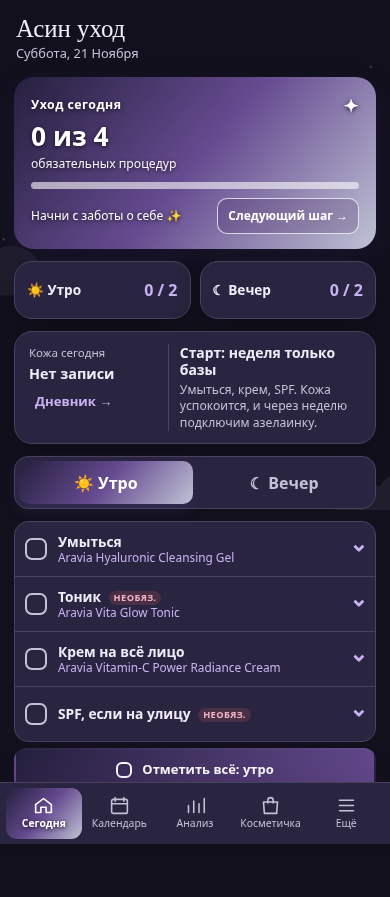 Асин уход
Суббота, 21 Ноября
Уход сегодня
0 из 4
обязательных процедур
Начни с заботы о себе ✨
Следующий шаг →
☀️ Утро
0 / 2
☾ Вечер
0 / 2
Кожа сегодня
Нет записи
Дневник →
Старт: неделя только
базы
Умыться, крем, SPF. Кожа
успокоится, и через неделю
подключим азелаинку.
☀️ Утро
☾ Вечер
Умыться
Aravia Hyaluronic Cleansing Gel
Тоник НЕОБЯЗ.
Aravia Vita Glow Tonic
Крем на всё лицо
Aravia Vitamin-C Power Radiance Cream
SPF, если на улицу НЕОБЯЗ.
Отметить всё: утро
Сегодня
Календарь
Анализ
Косметичка
Ещё